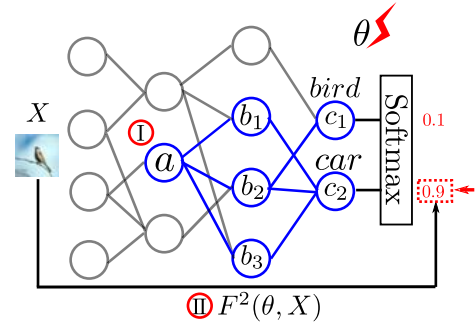 θ
X
bird
car
I
a
b₁
b₂
b₃
c₁
c₂
Softmax
0.1
0.9
II F²(θ, X)